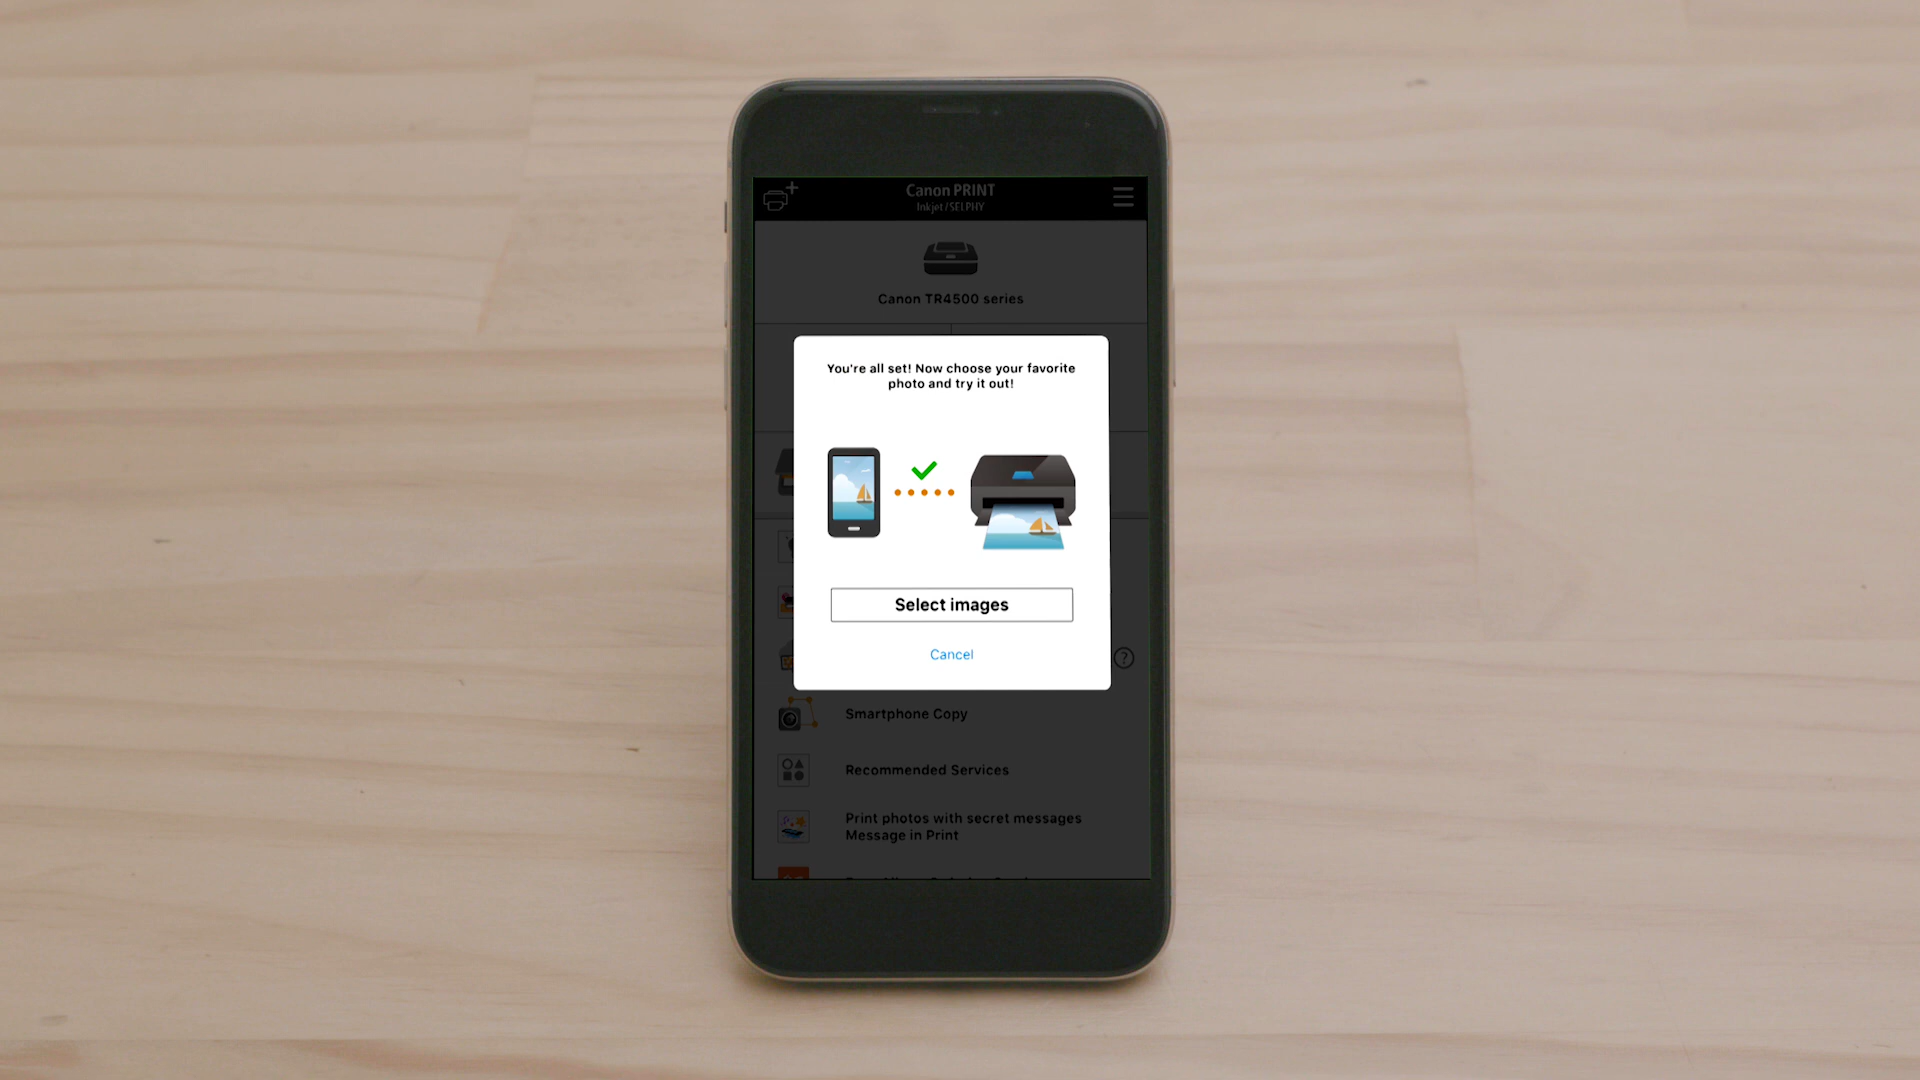 Canon PRINT
Inkjet/SELPHY
Canon TR4500 series
You're all set! Now choose your favorite
photo and try it out!
Select images
Cancel
?
Smartphone Copy
Recommended Services
Print photos with secret messages
Message in Print